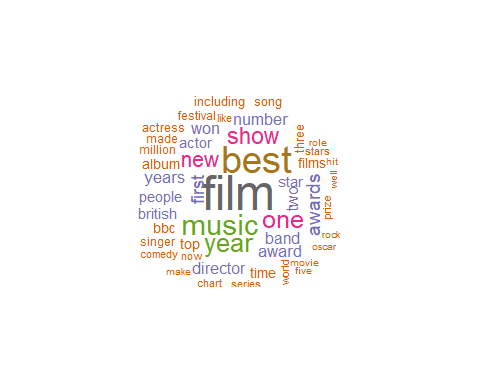 including song
festival like number
actress won three
made actor show role
million new best stars
album films hit
years first film star two well
people awards prize
british music one
bbc year band rock
singer top award oscar
comedy now movie
make director time world five
chart series